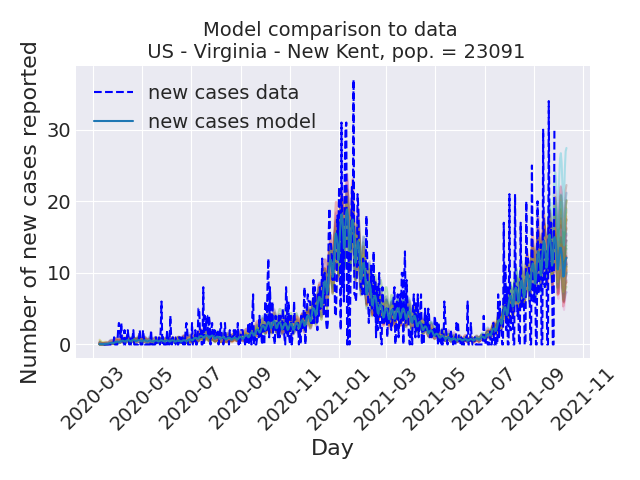 Model comparison to data
US - Virginia - New Kent, pop. = 23091
Number of new cases reported
new cases data
new cases model
30
20
10
0
2020-03
2020-05
2020-07
2020-09
2020-11
2021-01
2021-03
2021-05
2021-07
2021-09
2021-11
Day